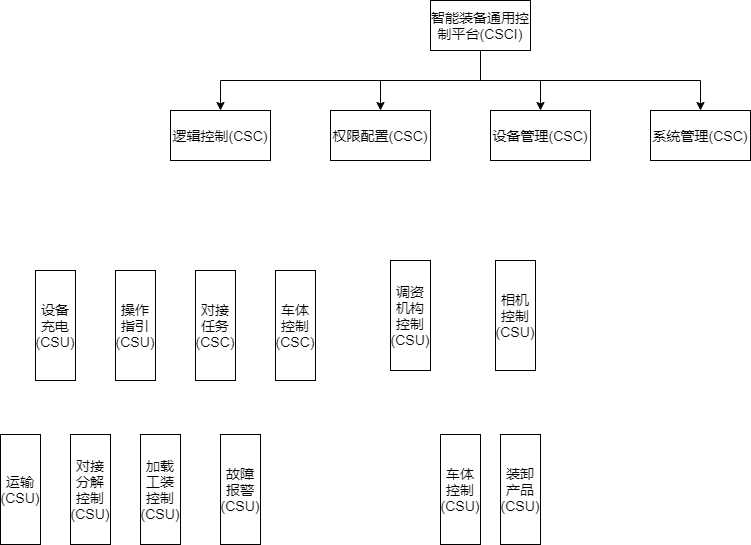 智能装备通用控
制平台(CSCI)
逻辑控制(CSC)
权限配置(CSC)
设备管理(CSC)
系统管理(CSC)
设备
充电
(CSU)
操作
指引
(CSU)
对接
任务
(CSC)
车体
控制
(CSC)
调资
机构
控制
(CSU)
相机
控制
(CSU)
运输
(CSU)
对接
分解
控制
(CSU)
加载
工装
控制
(CSU)
故障
报警
(CSU)
车体
控制
(CSU)
装卸
产品
(CSU)